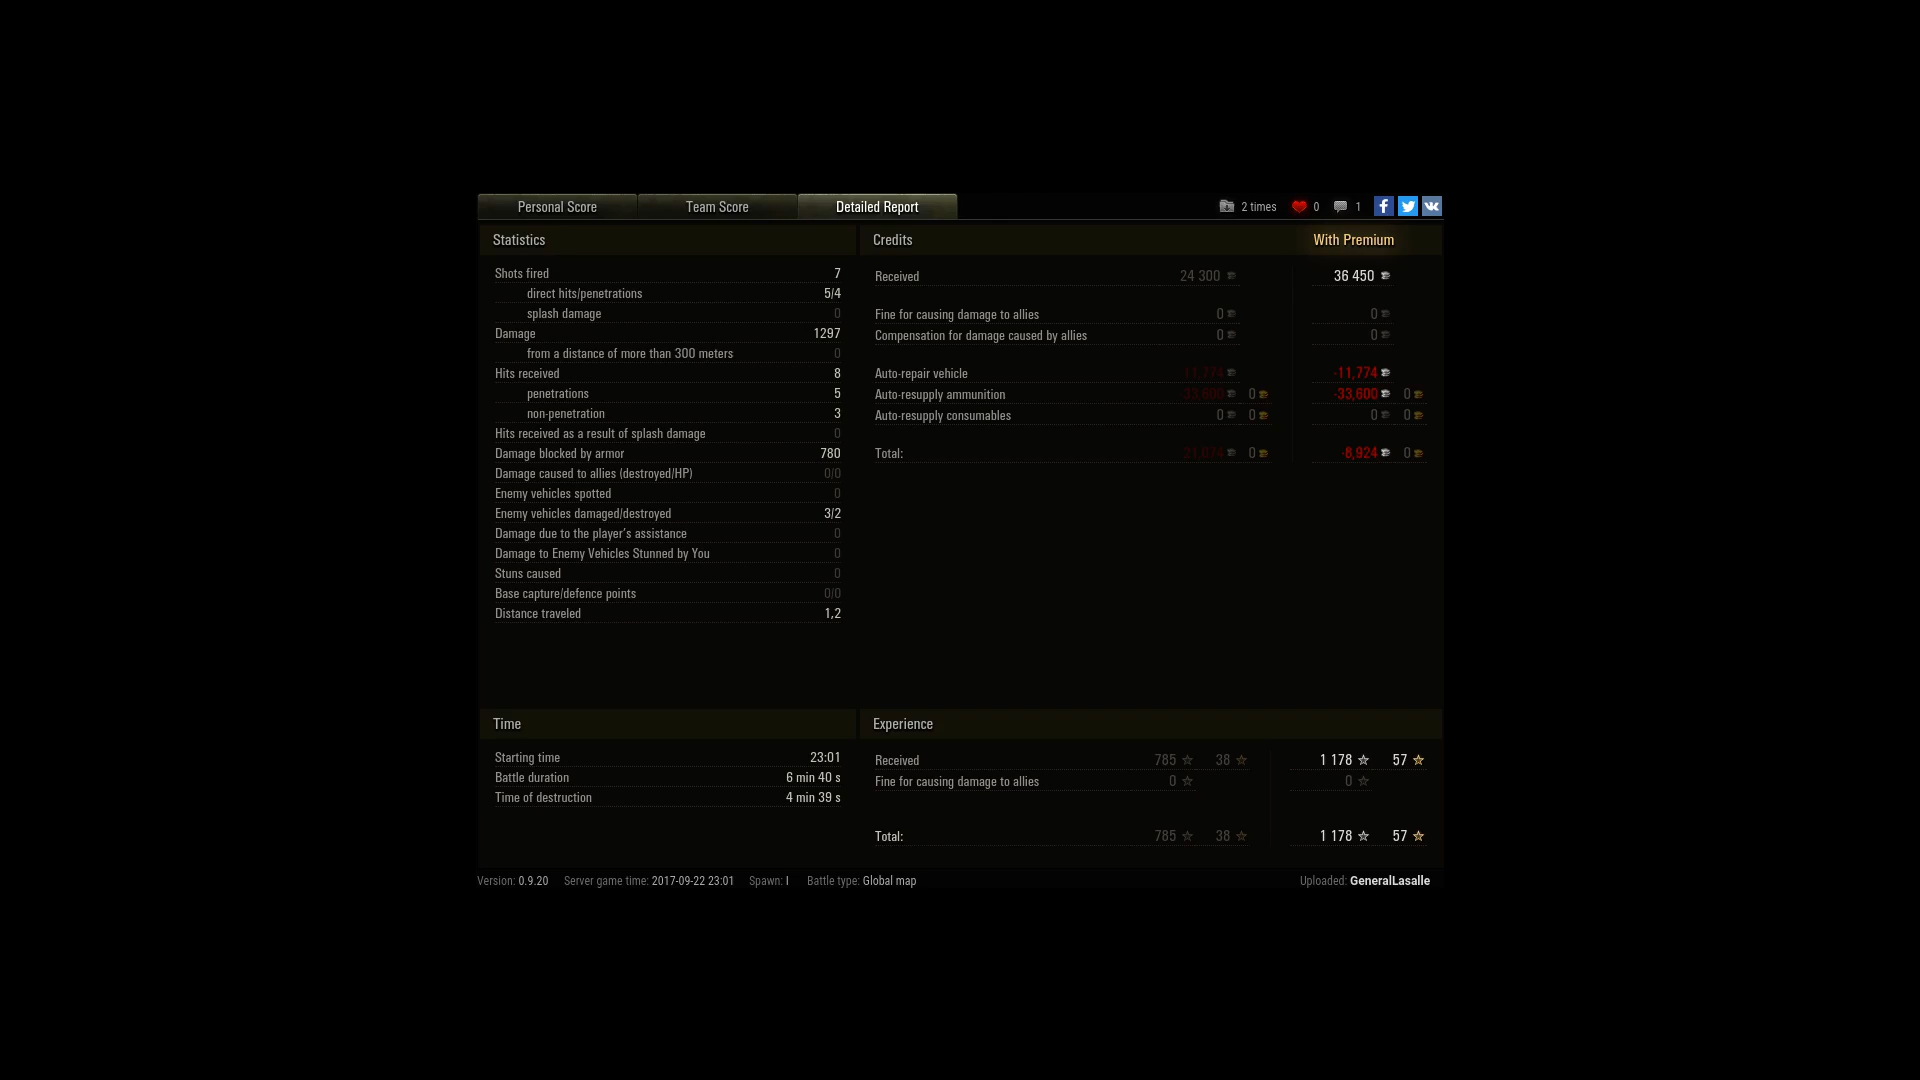 Personal Score Team Score Detailed Report 2 times 0 1
Statistics
Shots fired 7
direct hits/penetrations 5/4
splash damage 0
Damage 1297
from a distance of more than 300 meters 0
Hits received 8
penetrations 5
non-penetration 3
Hits received as a result of splash damage 0
Damage blocked by armor 780
Damage caused to allies (destroyed/HP) 0/0
Enemy vehicles spotted 0
Enemy vehicles damaged/destroyed 3/2
Damage due to the player's assistance 0
Damage to Enemy Vehicles Stunned by You 0
Stuns caused 0
Base capture/defence points 0/0
Distance traveled 1,2
Credits With Premium
Received 24 300 36 450
Fine for causing damage to allies 0 0
Compensation for damage caused by allies 0 0
Auto-repair vehicle -11,774 -11,774
Auto-resupply ammunition -33,600 0 -33,600 0
Auto-resupply consumables 0 0 0 0
Total: -21,074 0 -8,924 0
Time
Starting time 23:01
Battle duration 6 min 40 s
Time of destruction 4 min 39 s
Experience
Received 785 38 1 178 57
Fine for causing damage to allies 0 0
Total: 785 38 1 178 57
Version: 0.9.20 Server game time: 2017-09-22 23:01 Spawn: I Battle type: Global map Uploaded: GeneralLasalle